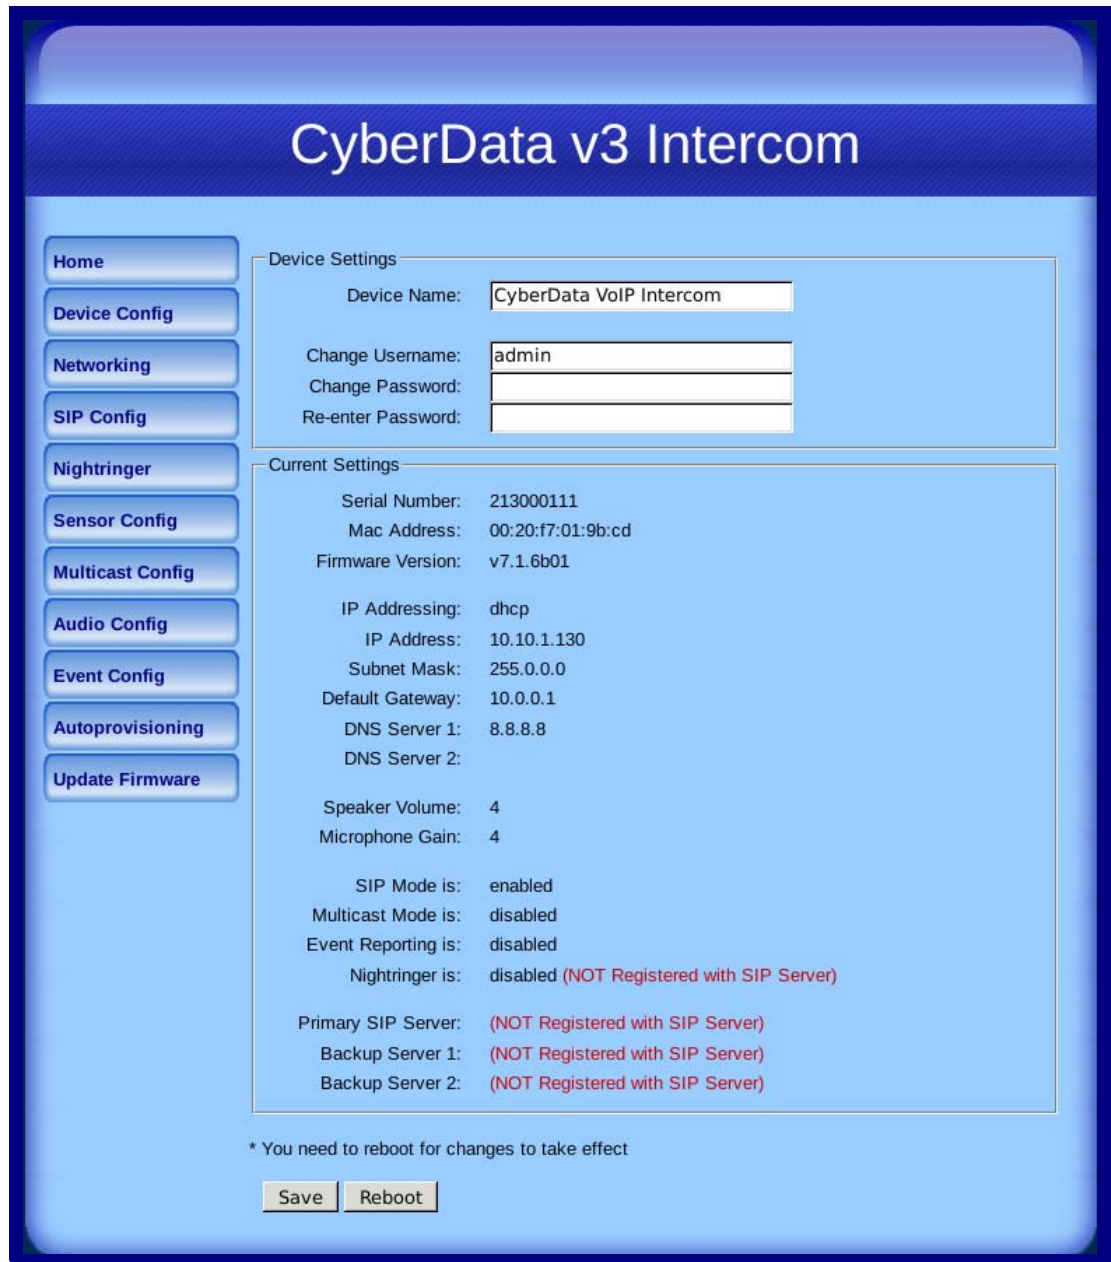 CyberData v3 Intercom
Home
Device Config
Networking
SIP Config
Nightringer
Sensor Config
Multicast Config
Audio Config
Event Config
Autoprovisioning
Update Firmware
Device Settings
Device Name: CyberData VoIP Intercom
Change Username: admin
Change Password:
Re-enter Password:
Current Settings
Serial Number: 213000111
Mac Address: 00:20:f7:01:9b:cd
Firmware Version: v7.1.6b01
IP Addressing: dhcp
IP Address: 10.10.1.130
Subnet Mask: 255.0.0.0
Default Gateway: 10.0.0.1
DNS Server 1: 8.8.8.8
DNS Server 2:
Speaker Volume: 4
Microphone Gain: 4
SIP Mode is: enabled
Multicast Mode is: disabled
Event Reporting is: disabled
Nightringer is: disabled (NOT Registered with SIP Server)
Primary SIP Server: (NOT Registered with SIP Server)
Backup Server 1: (NOT Registered with SIP Server)
Backup Server 2: (NOT Registered with SIP Server)
* You need to reboot for changes to take effect
Save Reboot